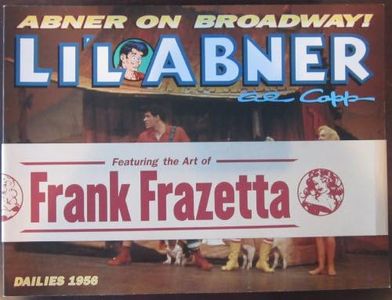 ABNER ON BROADWAY!
LI'L ABNER
Al Capp
Featuring the Art of
Frank Frazetta
DAILIES 1956